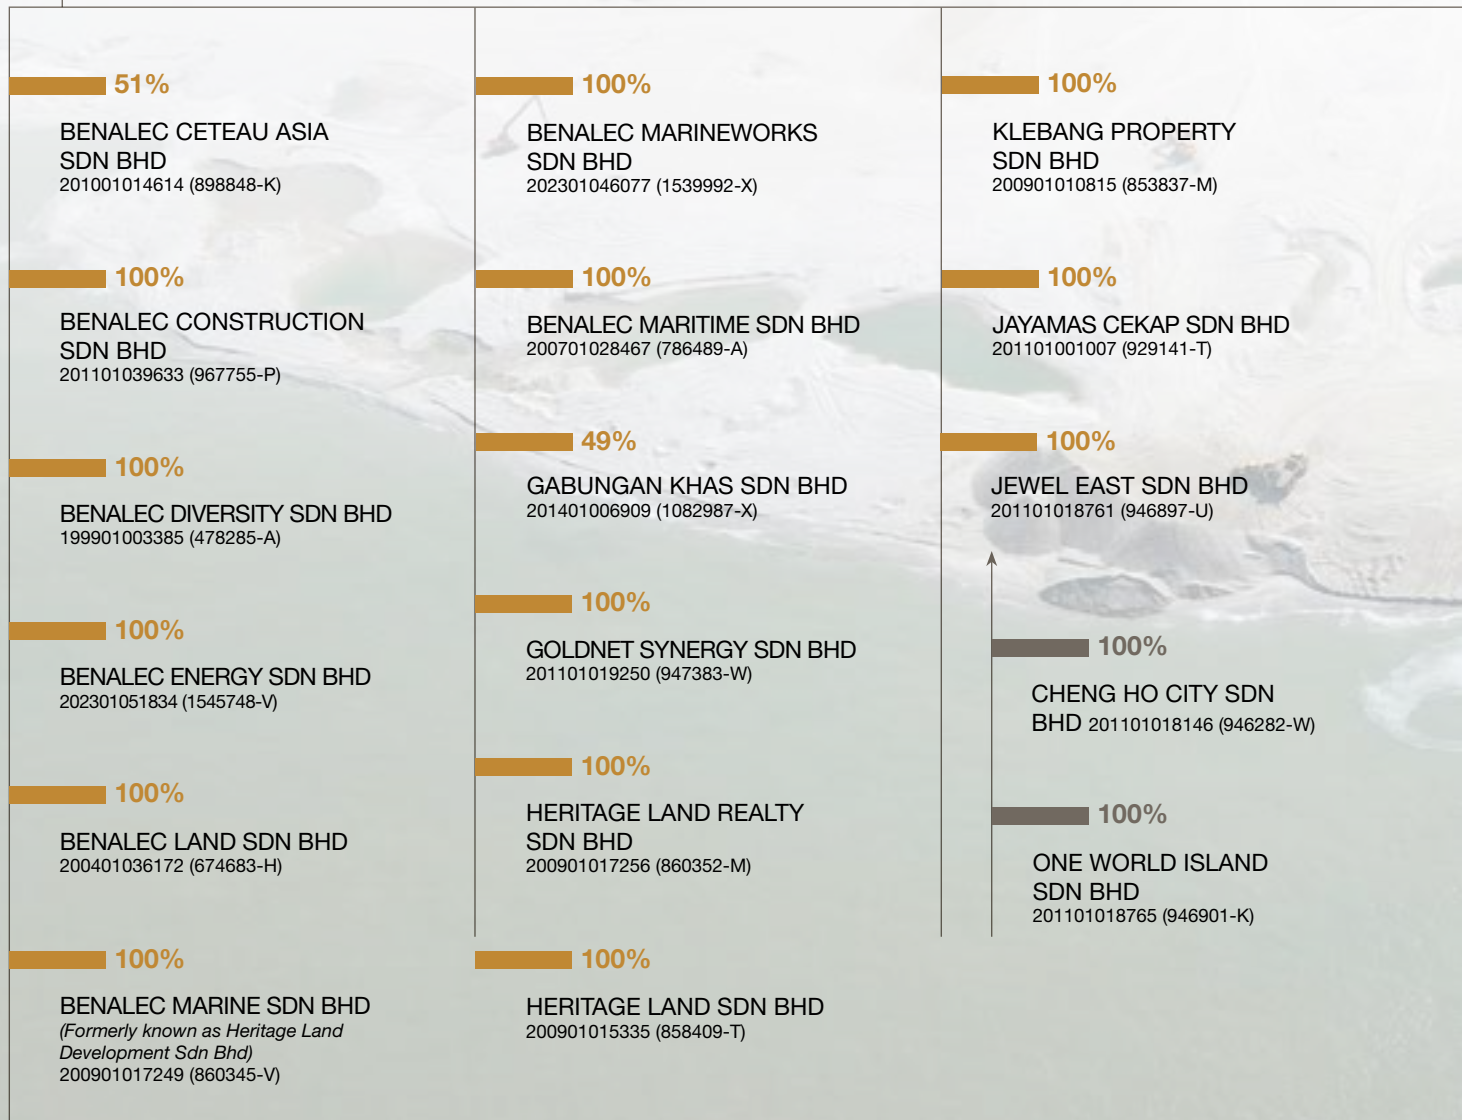 51%
BENALEC CETEAU ASIA
SDN BHD
201001014614 (898848-K)
100%
BENALEC CONSTRUCTION
SDN BHD
201101039633 (967755-P)
100%
BENALEC DIVERSITY SDN BHD
199901003385 (478285-A)
100%
BENALEC ENERGY SDN BHD
202301051834 (1545748-V)
100%
BENALEC LAND SDN BHD
200401036172 (674683-H)
100%
BENALEC MARINE SDN BHD
(Formerly known as Heritage Land
Development Sdn Bhd)
200901017249 (860345-V)
100%
BENALEC MARINEWORKS
SDN BHD
202301046077 (1539992-X)
100%
BENALEC MARITIME SDN BHD
200701028467 (786489-A)
49%
GABUNGAN KHAS SDN BHD
201401006909 (1082987-X)
100%
GOLDNET SYNERGY SDN BHD
201101019250 (947383-W)
100%
HERITAGE LAND REALTY
SDN BHD
200901017256 (860352-M)
100%
HERITAGE LAND SDN BHD
200901015335 (858409-T)
100%
KLEBANG PROPERTY
SDN BHD
200901010815 (853837-M)
100%
JAYAMAS CEKAP SDN BHD
201101001007 (929141-T)
100%
JEWEL EAST SDN BHD
201101018761 (946897-U)
100%
CHENG HO CITY SDN
BHD 201101018146 (946282-W)
100%
ONE WORLD ISLAND
SDN BHD
201101018765 (946901-K)